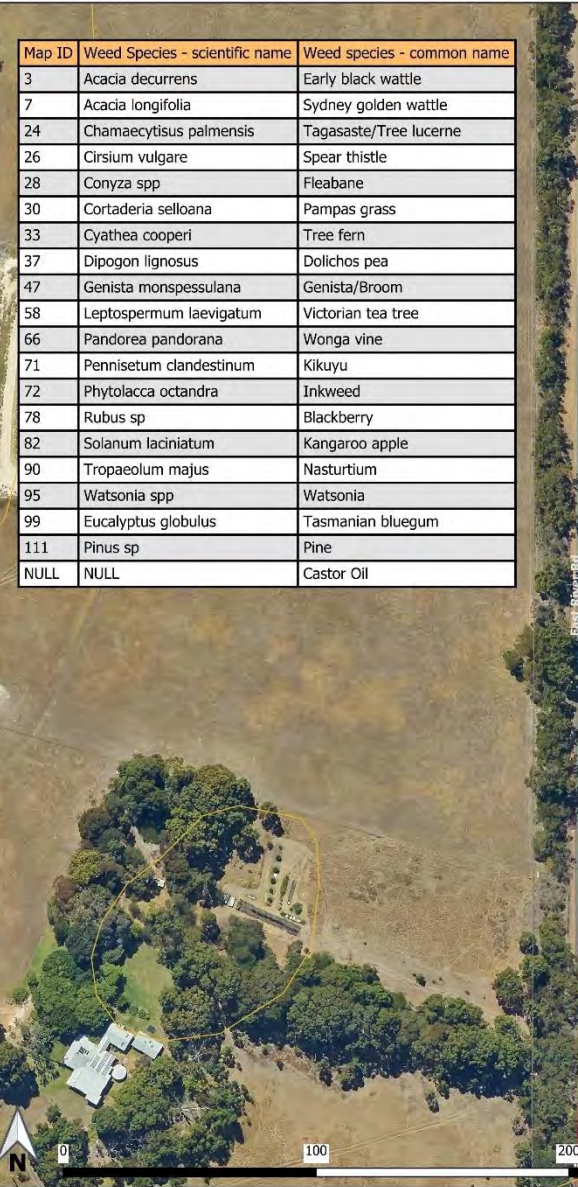 Map ID Weed Species - scientific name Weed species - common name
3 Acacia decurrens Early black wattle
7 Acacia longifolia Sydney golden wattle
24 Chamaecytisus palmensis Tagasaste/Tree lucerne
26 Cirsium vulgare Spear thistle
28 Conyza spp Fleabane
30 Cortaderia selloana Pampas grass
33 Cyathea cooperi Tree fern
37 Dipogon lignosus Dolichos pea
47 Genista monspessulana Genista/Broom
58 Leptospermum laevigatum Victorian tea tree
66 Pandorea pandorana Wonga vine
71 Pennisetum clandestinum Kikuyu
72 Phytolacca octandra Inkweed
78 Rubus sp Blackberry
82 Solanum laciniatum Kangaroo apple
90 Tropaeolum majus Nasturtium
95 Watsonia spp Watsonia
99 Eucalyptus globulus Tasmanian bluegum
111 Pinus sp Pine
NULL NULL Castor Oil
East River Rd
N
0 100 200